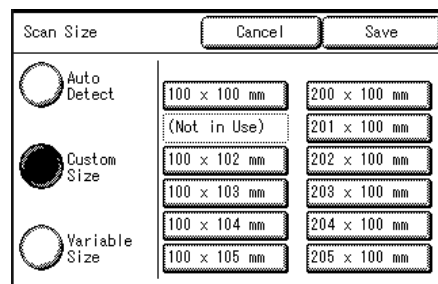 Scan Size
Cancel
Save
Auto
Detect
Custom
Size
Variable
Size
100 x 100 mm
(Not in Use)
100 x 102 mm
100 x 103 mm
100 x 104 mm
100 x 105 mm
200 x 100 mm
201 x 100 mm
202 x 100 mm
203 x 100 mm
204 x 100 mm
205 x 100 mm